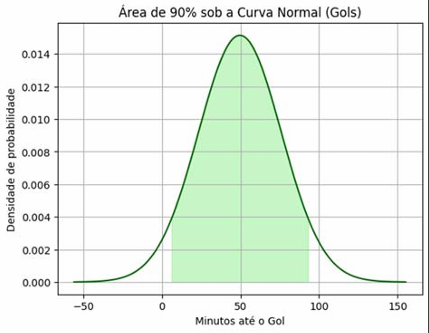 Área de 90% sob a Curva Normal (Gols)
Densidade de probabilidade
0.014
0.012
0.010
0.008
0.006
0.004
0.002
0.000
−50 0 50 100 150
Minutos até o Gol